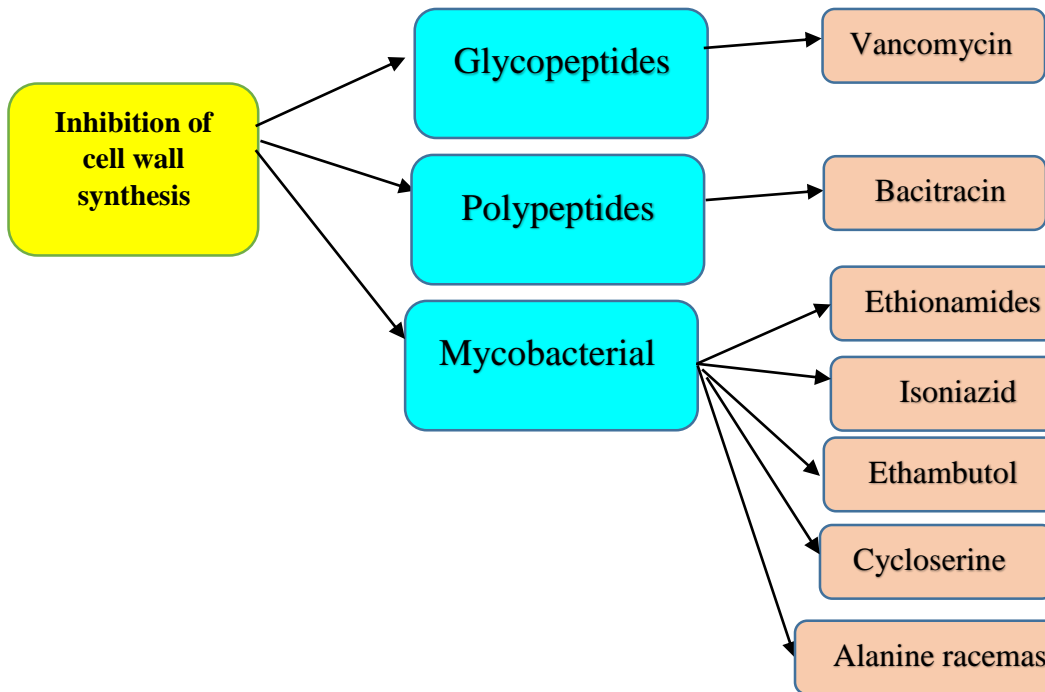 Inhibition of
cell wall
synthesis
Glycopeptides
Vancomycin
Polypeptides
Bacitracin
Mycobacterial
Ethionamides
Isoniazid
Ethambutol
Cycloserine
Alanine racemas